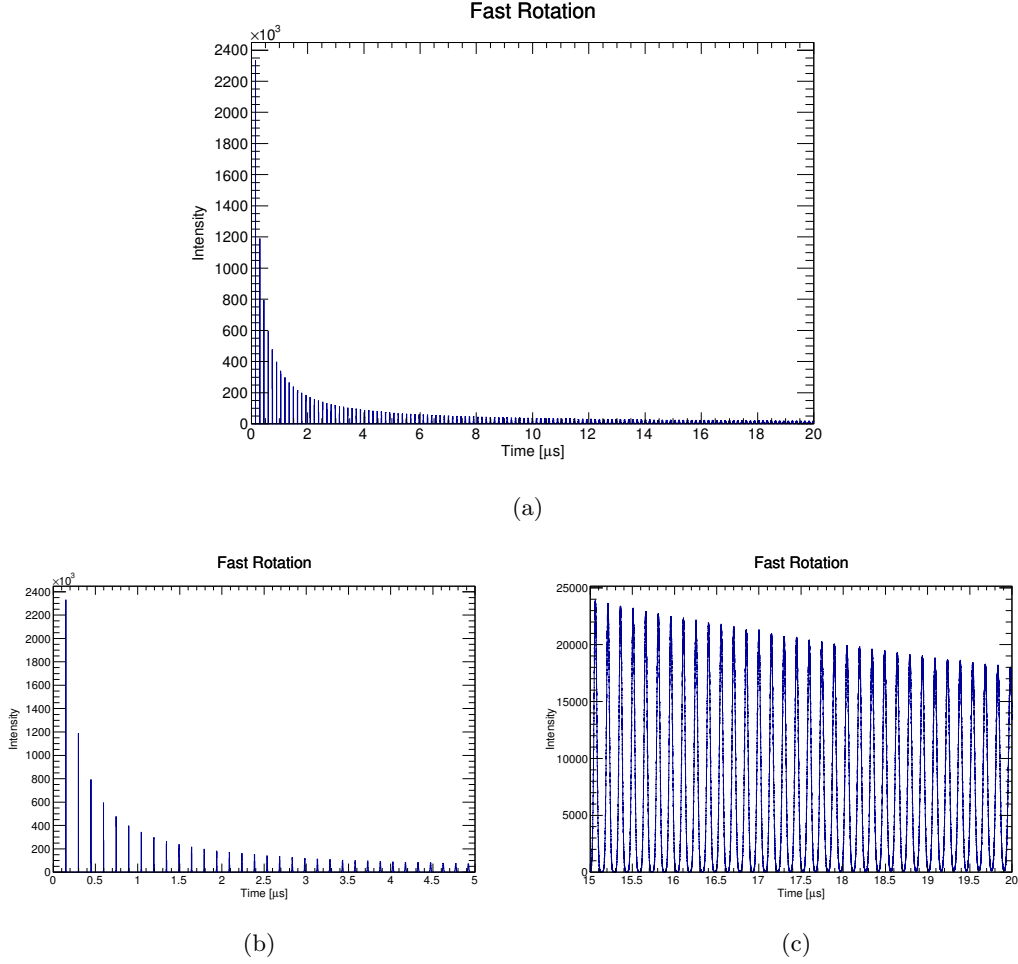 Fast Rotation
×10³
2400
2200
2000
1800
1600
1400
1200
1000
800
600
400
200
0
Intensity
0 2 4 6 8 10 12 14 16 18 20
Time [μs]
(a)
Fast Rotation
×10³
2400
2200
2000
1800
1600
1400
1200
1000
800
600
400
200
0
Intensity
0 0.5 1 1.5 2 2.5 3 3.5 4 4.5 5
Time [μs]
(b)
Fast Rotation
25000
20000
15000
10000
5000
0
Intensity
15 15.5 16 16.5 17 17.5 18 18.5 19 19.5 20
Time [μs]
(c)